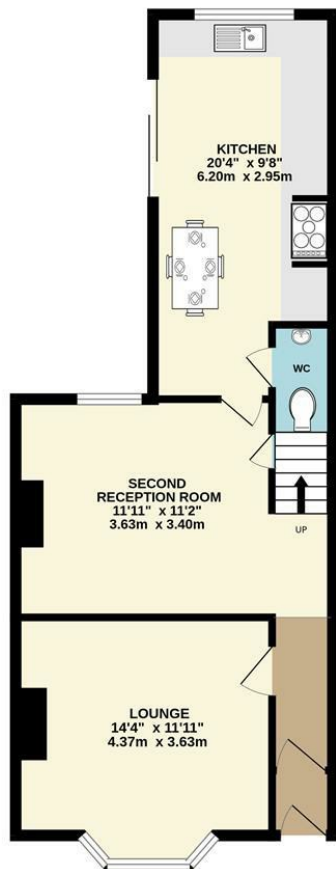 KITCHEN
20'4" x 9'8"
6.20m x 2.95m
WC
SECOND
RECEPTION ROOM
11'11" x 11'2"
3.63m x 3.40m
UP
LOUNGE
14'4" x 11'11"
4.37m x 3.63m